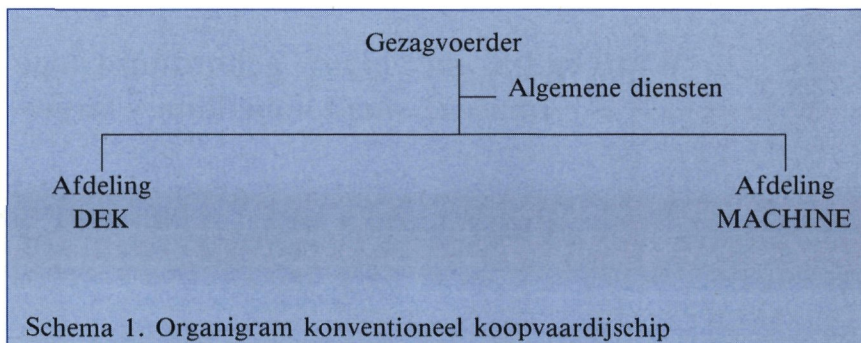 Gezagvoerder
Algemene diensten
Afdeling
DEK
Afdeling
MACHINE
Schema 1. Organigram konventioneel koopvaardijschip